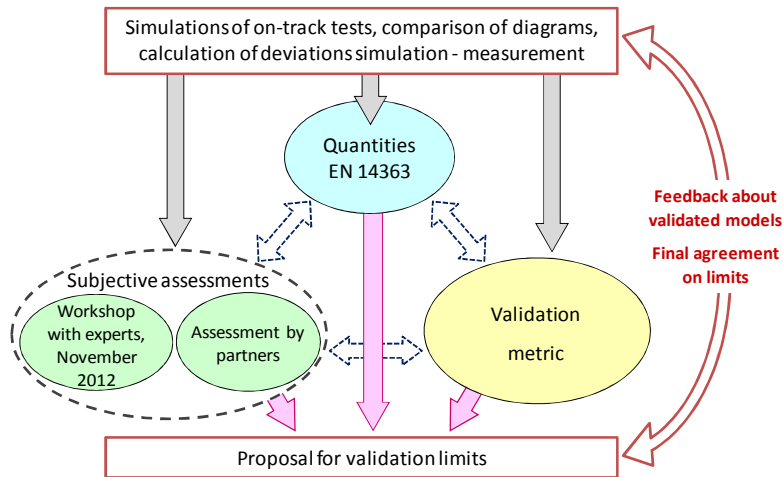 Simulations of on-track tests, comparison of diagrams,
calculation of deviations simulation - measurement
Quantities
EN 14363
Feedback about
validated models
Final agreement
on limits
Subjective assessments
Workshop
with experts,
November
2012
Assessment by
partners
Validation
metric
Proposal for validation limits